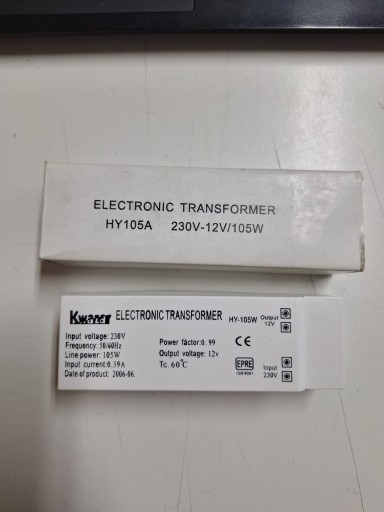 ELECTRONIC TRANSFORMER
HY105A 230V-12V/105W
ELECTRONIC TRANSFORMER HY-105W Output
12V
Input voltage: 230V
Frequency: 50/60Hz
Line power: 105W
Input current: 0.39A
Date of product: 2006-06.
Power factor: 0.99
Output voltage: 12v
Tc. 60℃
CE
EPRE
Input
230V